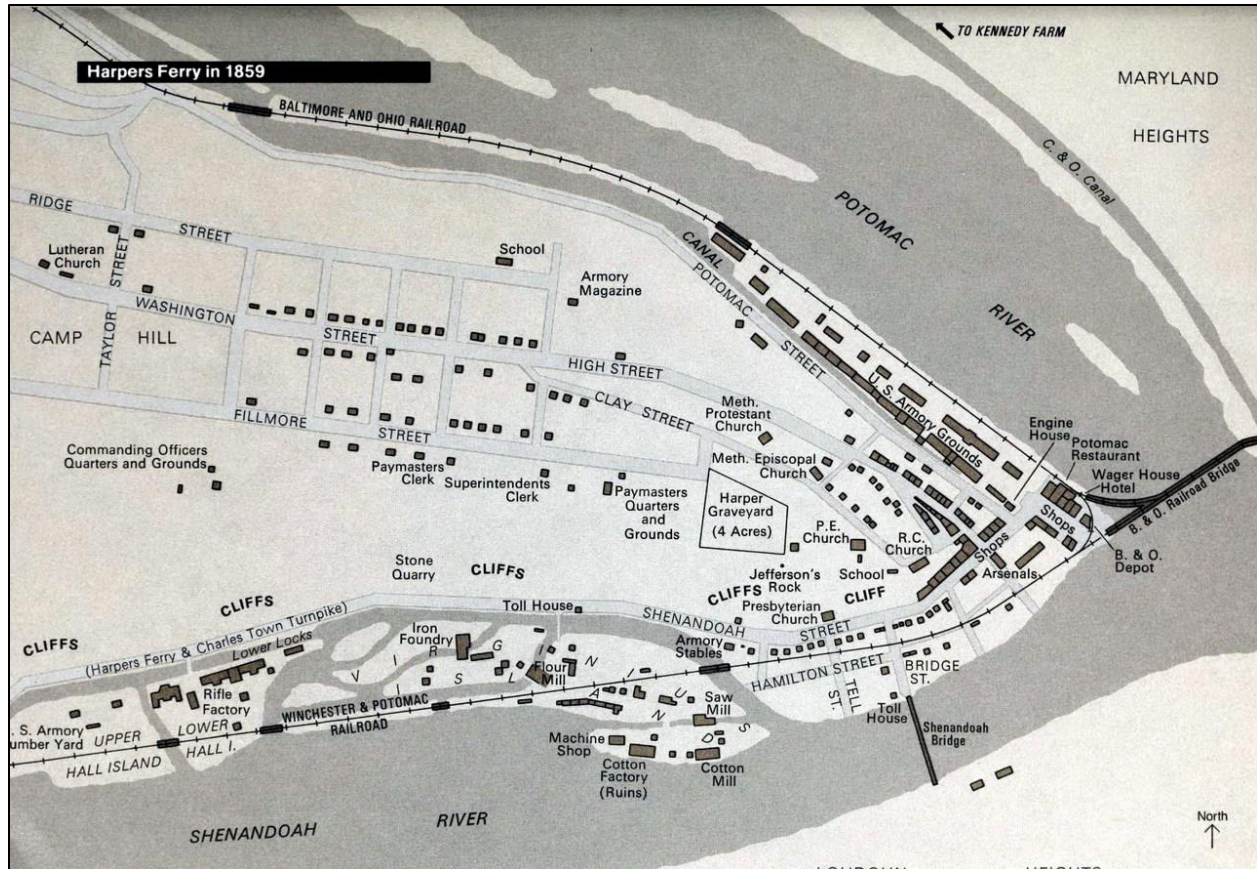 Harpers Ferry in 1859
TO KENNEDY FARM
MARYLAND
HEIGHTS
BALTIMORE AND OHIO RAILROAD
C. & O. Canal
POTOMAC
RIVER
RIDGE
STREET
Lutheran
Church
TAYLOR
STREET
School
Armory
Magazine
CANAL
POTOMAC
STREET
WASHINGTON
STREET
CAMP
HILL
HIGH STREET
CLAY STREET
FILLMORE
STREET
U. S. Armory Grounds
Meth.
Protestant
Church
Meth. Episcopal
Church
Engine
House
Potomac
Restaurant
Wager House
Hotel
B. & O. Railroad Bridge
Commanding Officers
Quarters and Grounds
Paymasters
Clerk
Superintendents
Clerk
Paymasters
Quarters
and
Grounds
Harper
Graveyard
(4 Acres)
P.E.
Church
R.C.
Church
Shops
Shops
Arsenals
B. & O.
Depot
Stone
Quarry
CLIFFS
Jefferson's
Rock
School
CLIFFS
CLIFFS
CLIFF
CLIFFS
(Harpers Ferry & Charles Town Turnpike)
Toll House
SHENANDOAH
STREET
Presbyterian
Church
Lower Locks
Iron
Foundry
VIRGINIUS
ISLAND
Flour
Mill
Armory
Stables
HAMILTON STREET
BRIDGE
ST.
TELL
ST.
Toll
House
Shenandoah
Bridge
Rifle
Factory
WINCHESTER & POTOMAC
RAILROAD
Saw
Mill
. S. Armory
umber Yard
UPPER
HALL ISLAND
LOWER
HALL I.
Machine
Shop
Cotton
Factory
(Ruins)
Cotton
Mill
SHENANDOAH
RIVER
North
LOUDOUN
HEIGHTS